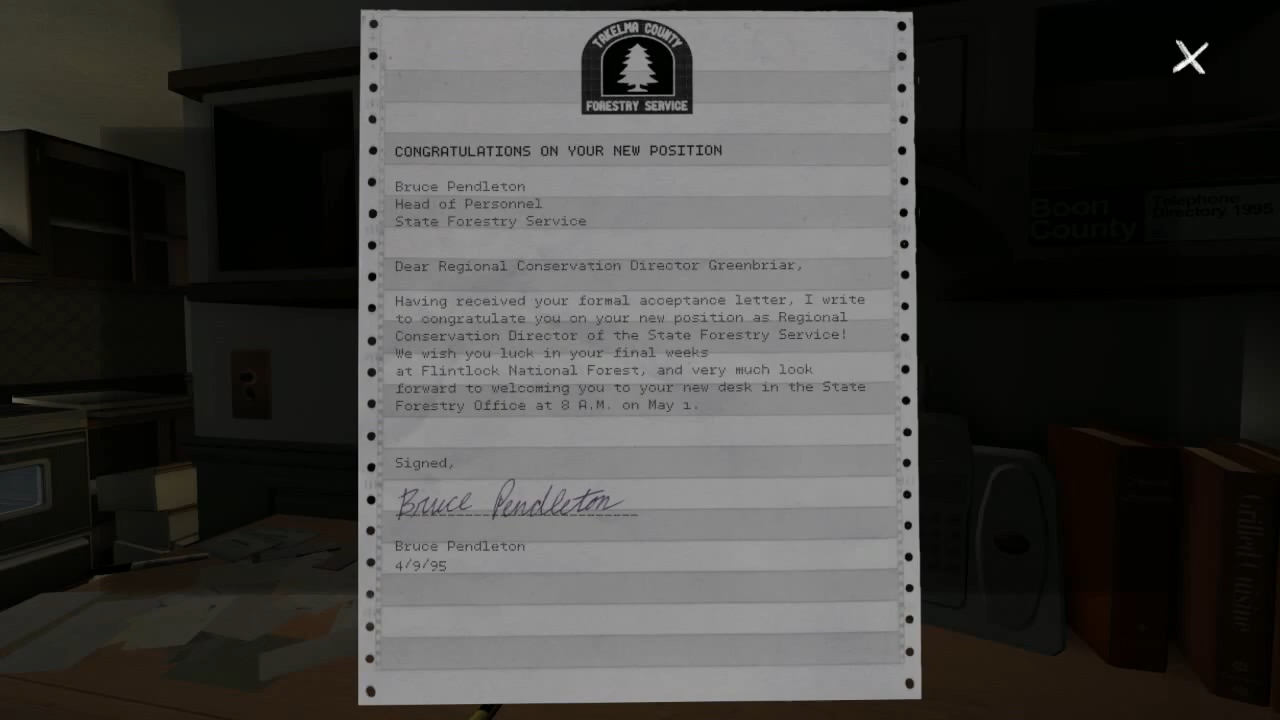 TAKELMA COUNTY
FORESTRY SERVICE
CONGRATULATIONS ON YOUR NEW POSITION
Bruce Pendleton
Head of Personnel
State Forestry Service
Dear Regional Conservation Director Greenbriar,
Having received your formal acceptance letter, I write
to congratulate you on your new position as Regional
Conservation Director of the State Forestry Service!
We wish you luck in your final weeks
at Flintlock National Forest, and very much look
forward to welcoming you to your new desk in the State
Forestry Office at 8 A.M. on May 1.
Signed,
Bruce Pendleton
Bruce Pendleton
4/9/95
Boon
County
Telephone
Directory 1995-